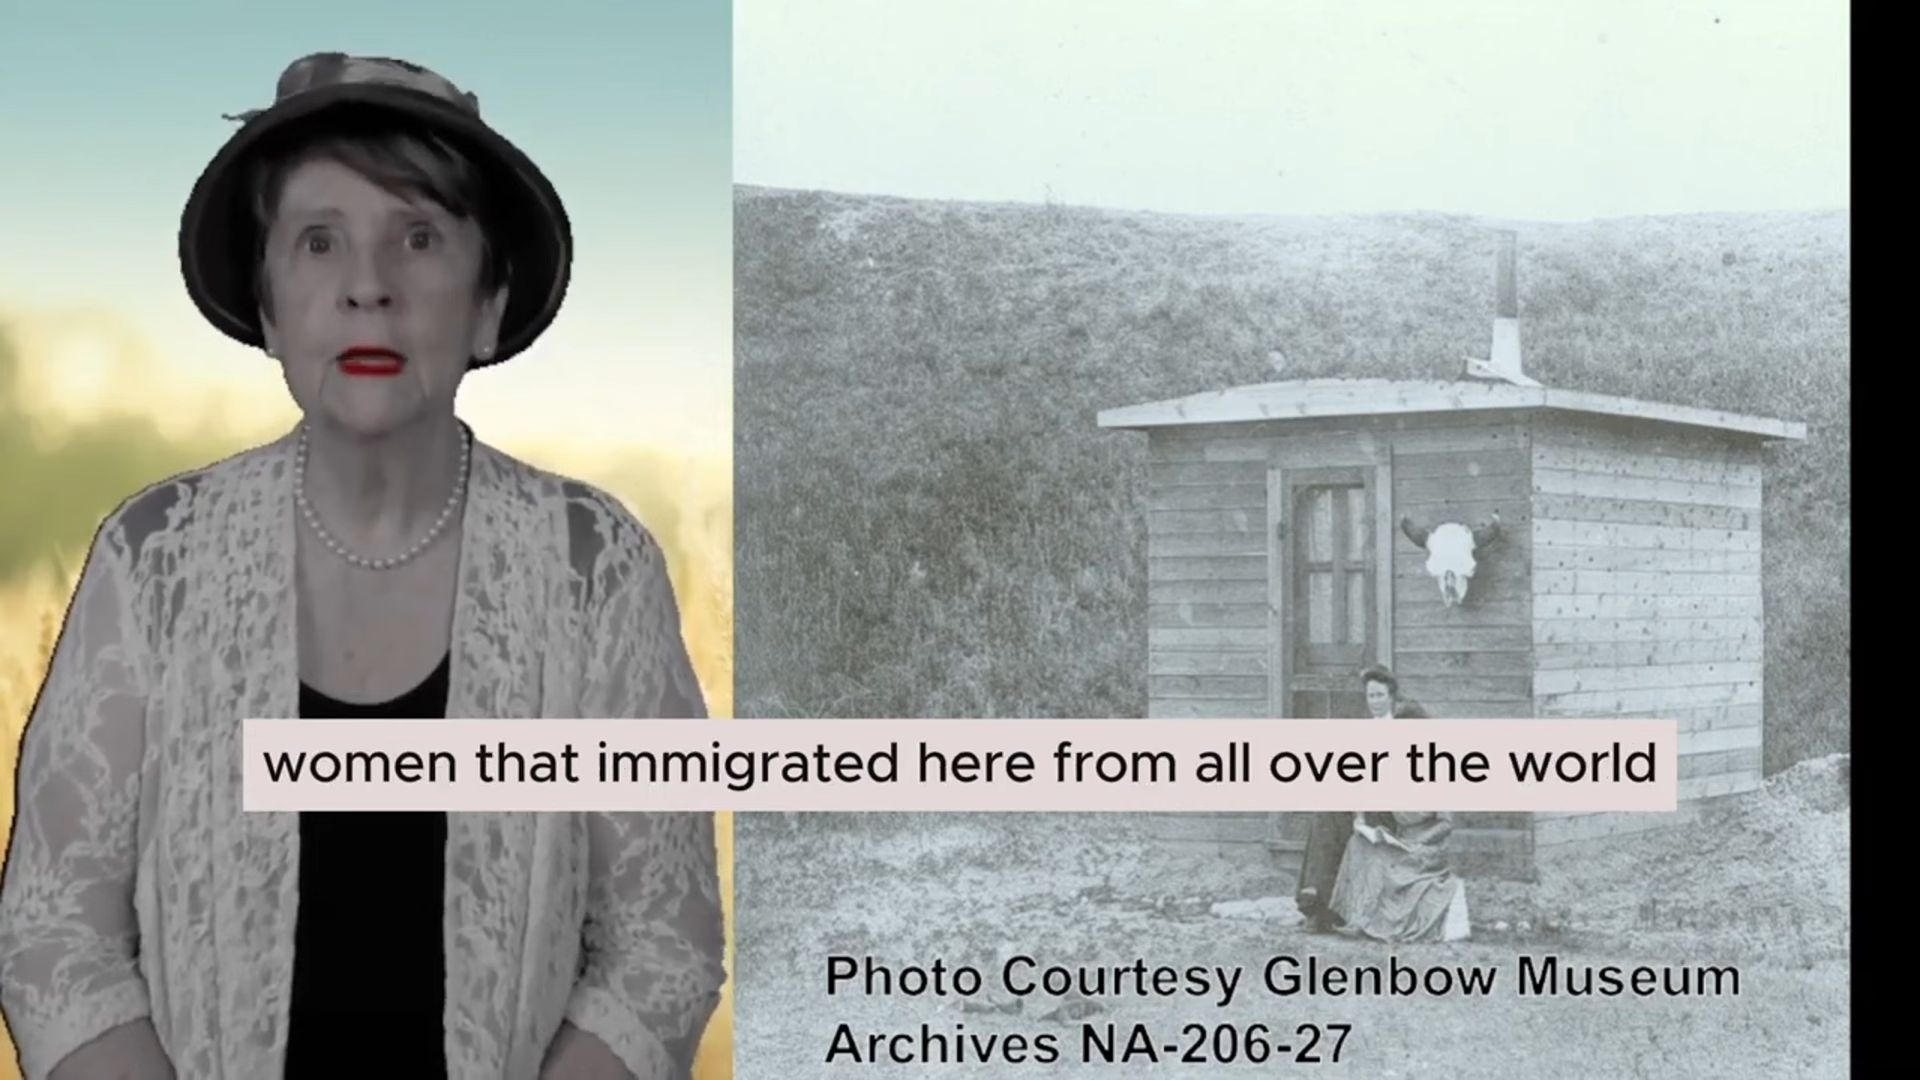 women that immigrated here from all over the world
Photo Courtesy Glenbow Museum
Archives NA-206-27